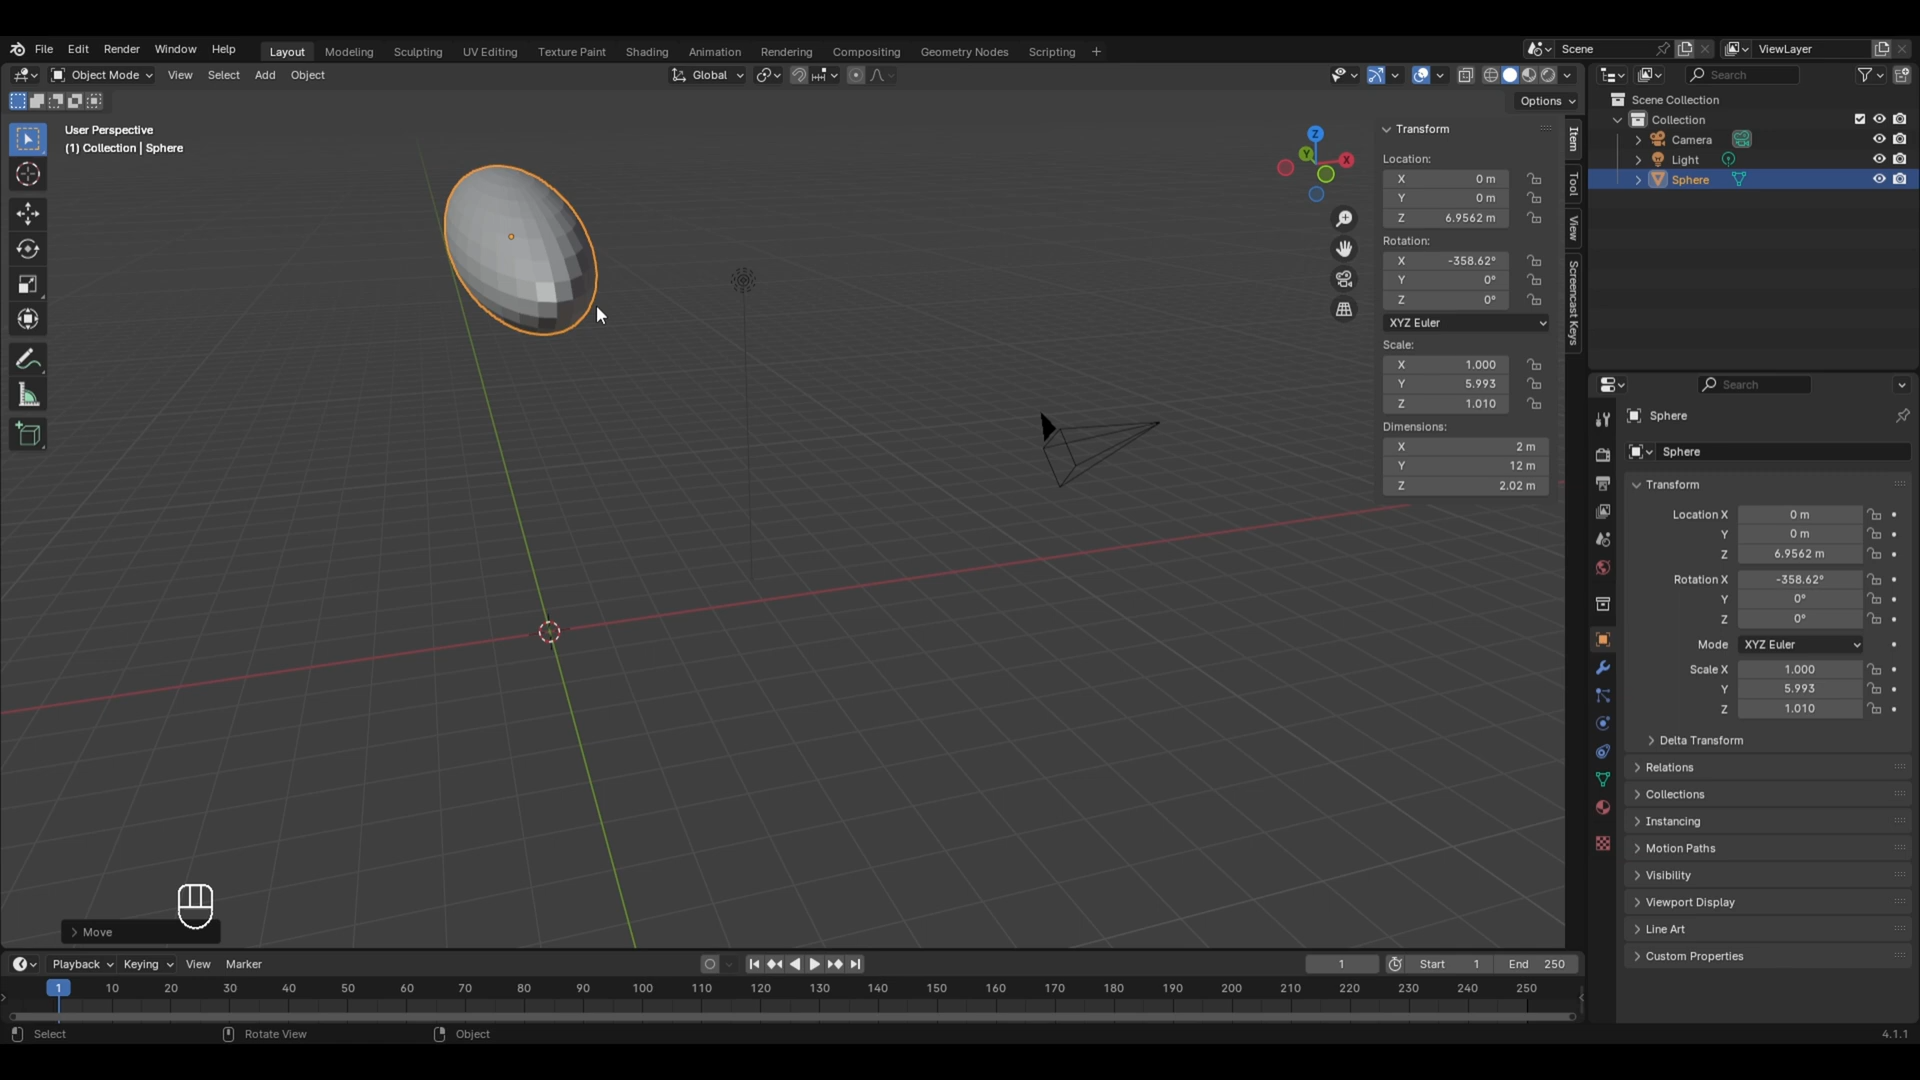 File Edit Render Window Help Layout Modeling Sculpting UV Editing Texture Paint Shading Animation Rendering Compositing Geometry Nodes Scripting + Scene ViewLayer
Object Mode View Select Add Object Global Search
Options
User Perspective
(1) Collection | Sphere
Z
Y
X
Transform
Location:
X 0 m
Y 0 m
Z 6.9562 m
Rotation:
X -358.62°
Y 0°
Z 0°
XYZ Euler
Scale:
X 1.000
Y 5.993
Z 1.010
Dimensions:
X 2 m
Y 12 m
Z 2.02 m
Item
Tool
View
Screencast Keys
Scene Collection
Collection
Camera
Light
Sphere
Search
Sphere
Sphere
Transform
Location X 0 m
Y 0 m
Z 6.9562 m
Rotation X -358.62°
Y 0°
Z 0°
Mode XYZ Euler
Scale X 1.000
Y 5.993
Z 1.010
Delta Transform
Relations
Collections
Instancing
Motion Paths
Visibility
Viewport Display
Line Art
Custom Properties
Move
Playback Keying View Marker 1 Start 1 End 250
1 10 20 30 40 50 60 70 80 90 100 110 120 130 140 150 160 170 180 190 200 210 220 230 240 250
Select Rotate View Object 4.1.1